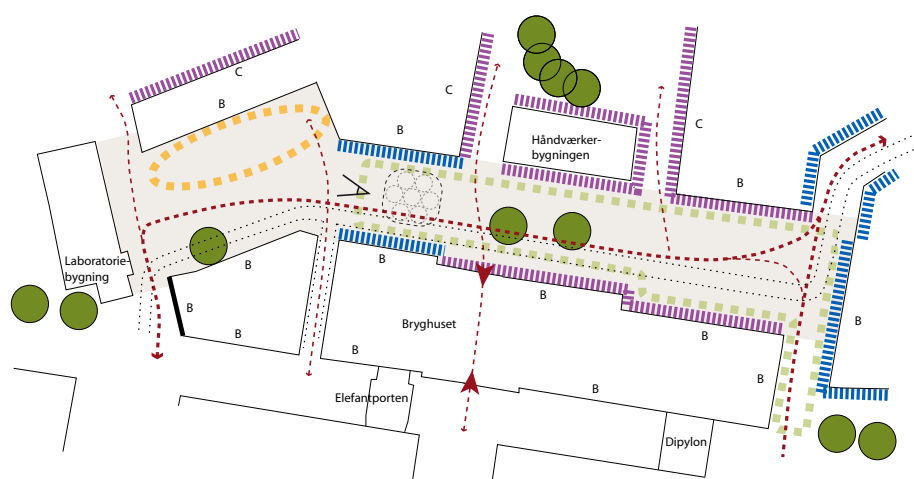 C
B
C
B
Håndværker-
bygningen
C
B
Laboratorie-
bygning
B
B
B
B
B
B
B
B
B
B
Bryghuset
B
B
Elefantporten
Dipylon